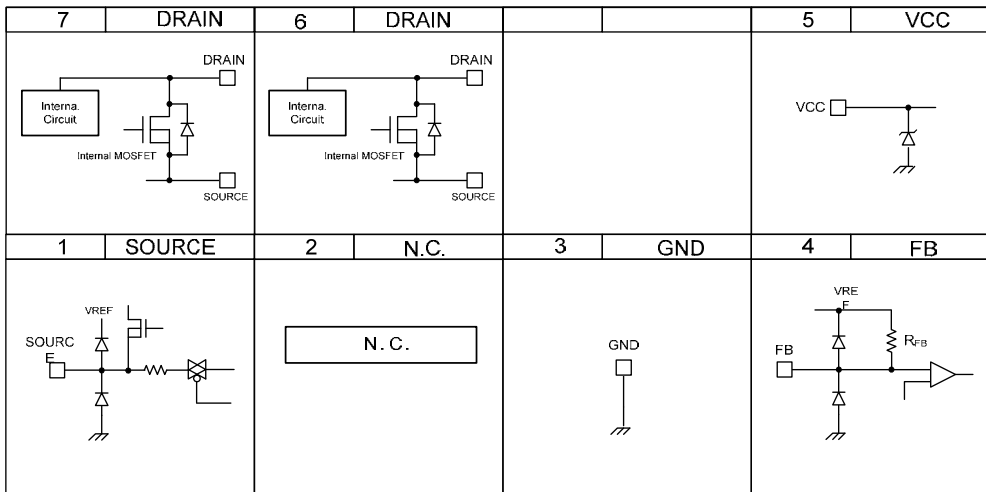 7 DRAIN 6 DRAIN 5 VCC
DRAIN
Interna.
Circuit
Internal MOSFET
SOURCE
DRAIN
Interna.
Circuit
Internal MOSFET
SOURCE
VCC
1 SOURCE 2 N.C. 3 GND 4 FB
VREF
SOURC
E
N.C.
GND
VRE
F
RFB
FB